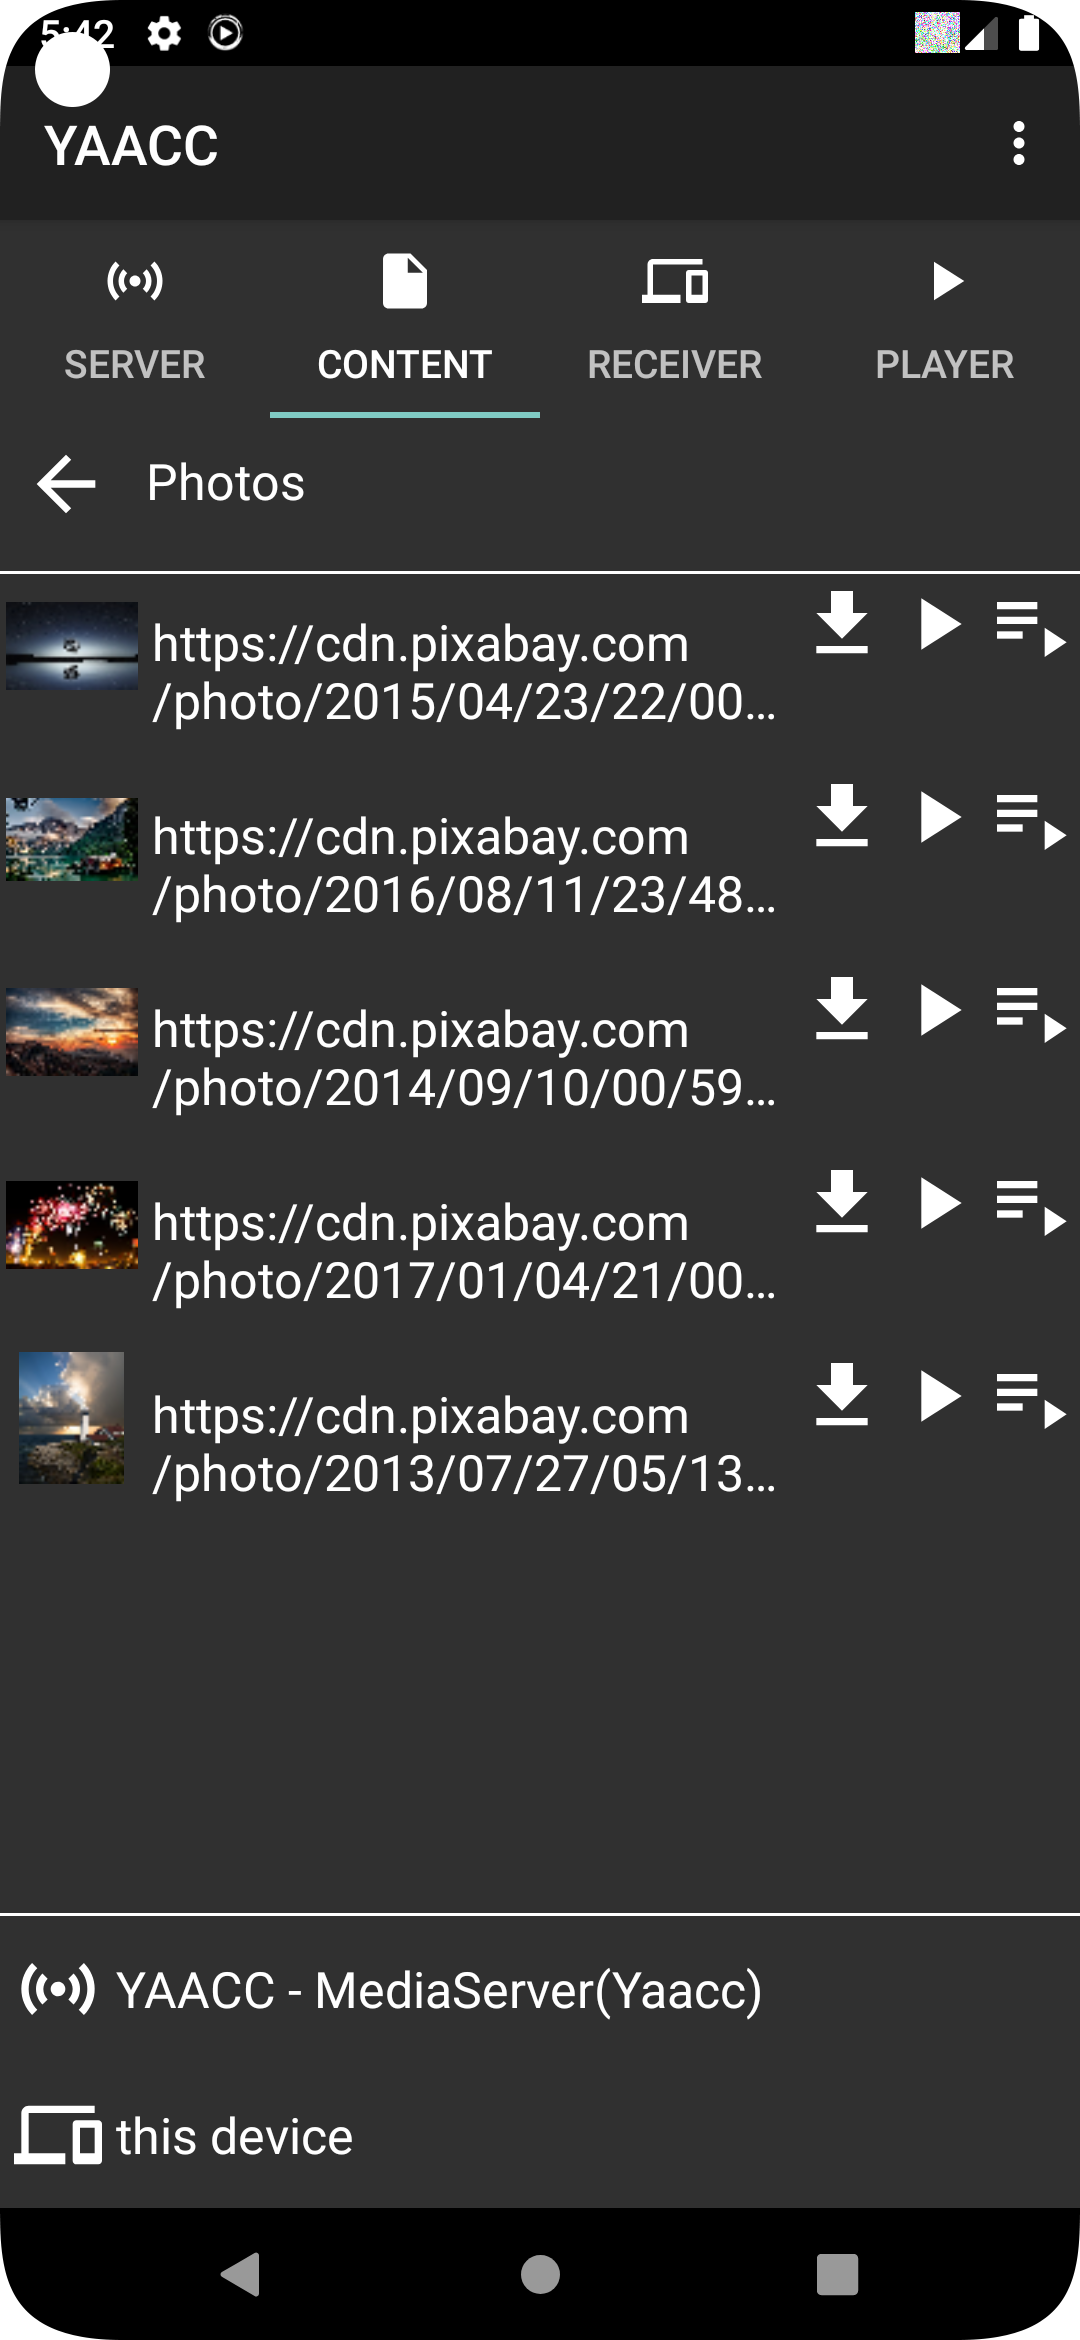 5:42
YAACC
SERVER
CONTENT
RECEIVER
PLAYER
Photos
https://cdn.pixabay.com
/photo/2015/04/23/22/00…
https://cdn.pixabay.com
/photo/2016/08/11/23/48…
https://cdn.pixabay.com
/photo/2014/09/10/00/59…
https://cdn.pixabay.com
/photo/2017/01/04/21/00…
https://cdn.pixabay.com
/photo/2013/07/27/05/13…
YAACC - MediaServer(Yaacc)
this device